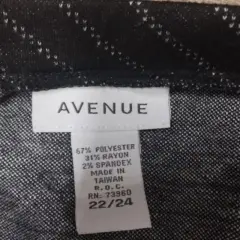 AVENUE
67% POLYESTER
31% RAYON
2% SPANDEX
MADE IN
TAIWAN
R.O.C.
RN: 73960
22/24